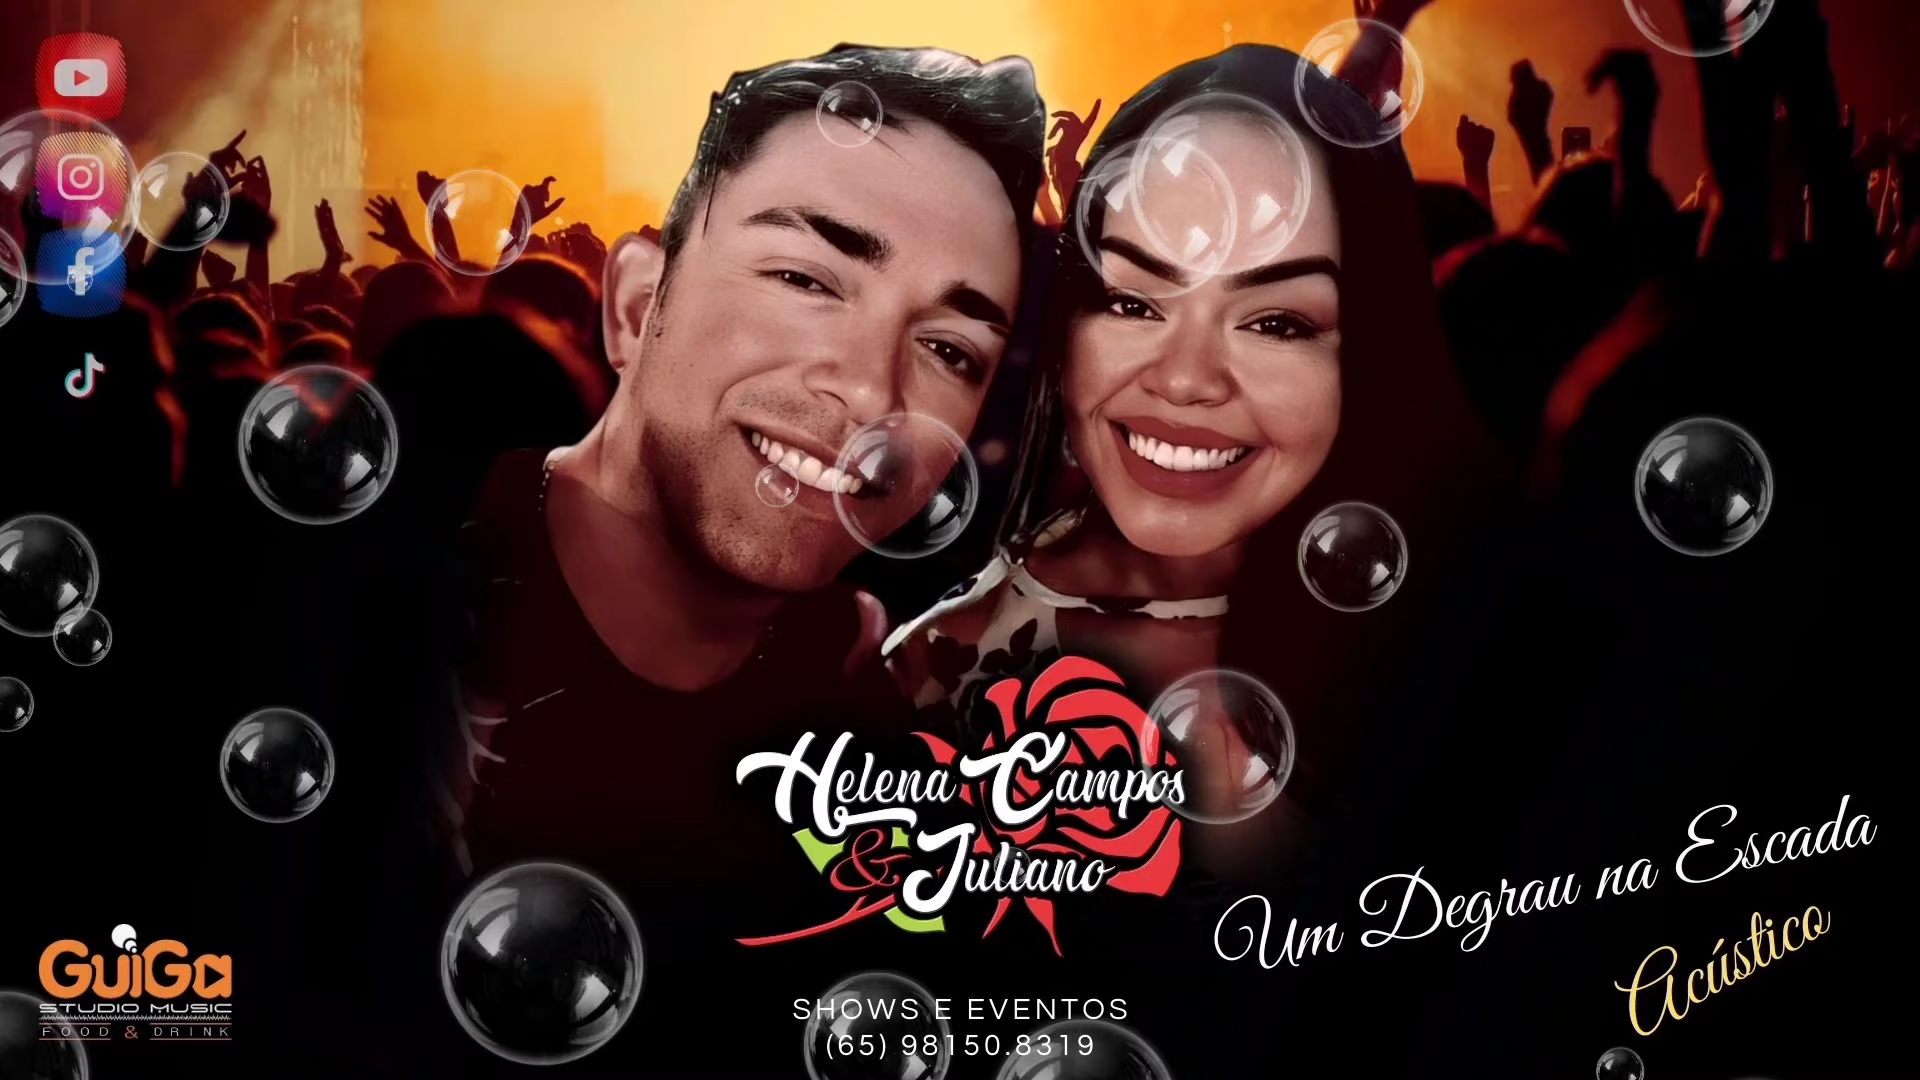 Helena Campos
& Juliano
Um Degrau na Escada
Acústico
GuiGa
STUDIO MUSIC
FOOD & DRINK
SHOWS E EVENTOS
(65) 98150.8319